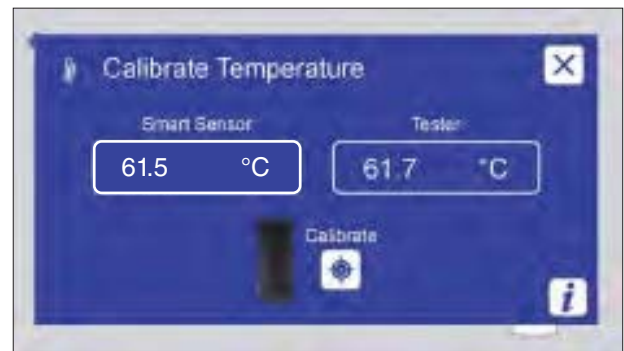 Calibrate Temperature
Smart Sensor Tester
61.5 °C 61.7 °C
Calibrate
i